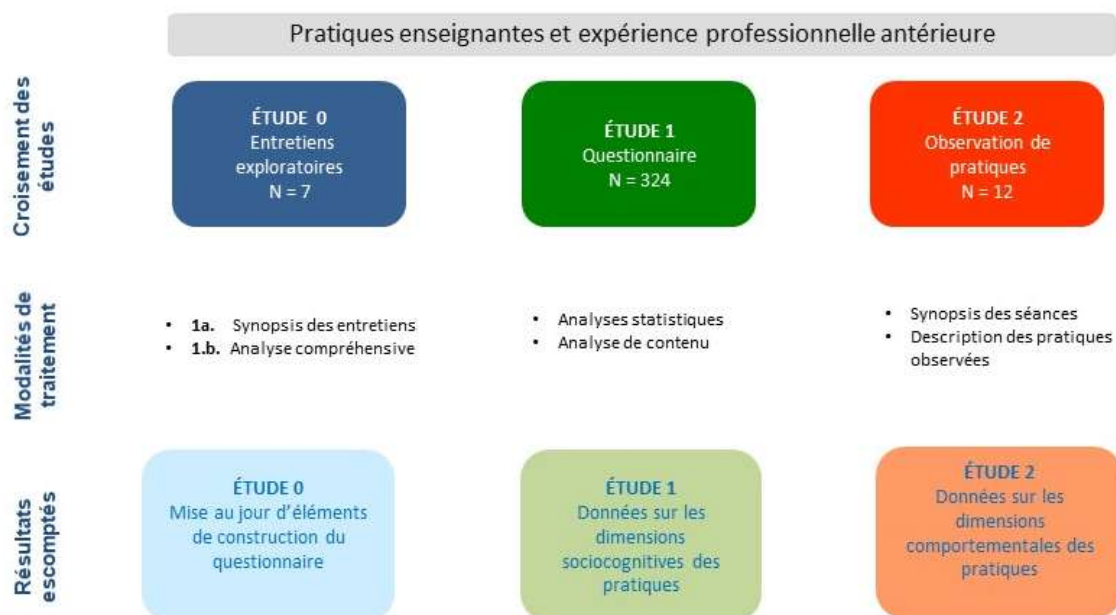 Pratiques enseignantes et expérience professionnelle antérieure
Croisement des
études
ÉTUDE 0
Entretiens
exploratoires
N = 7
ÉTUDE 1
Questionnaire
N = 324
ÉTUDE 2
Observation de
pratiques
N = 12
Modalités de
traitement
• 1a. Synopsis des entretiens
• 1.b. Analyse compréhensive
• Analyses statistiques
• Analyse de contenu
• Synopsis des séances
• Description des pratiques
observées
Résultats
escomptés
ÉTUDE 0
Mise au jour d’éléments
de construction du
questionnaire
ÉTUDE 1
Données sur les
dimensions
sociocognitives des
pratiques
ÉTUDE 2
Données sur les
dimensions
comportementales des
pratiques